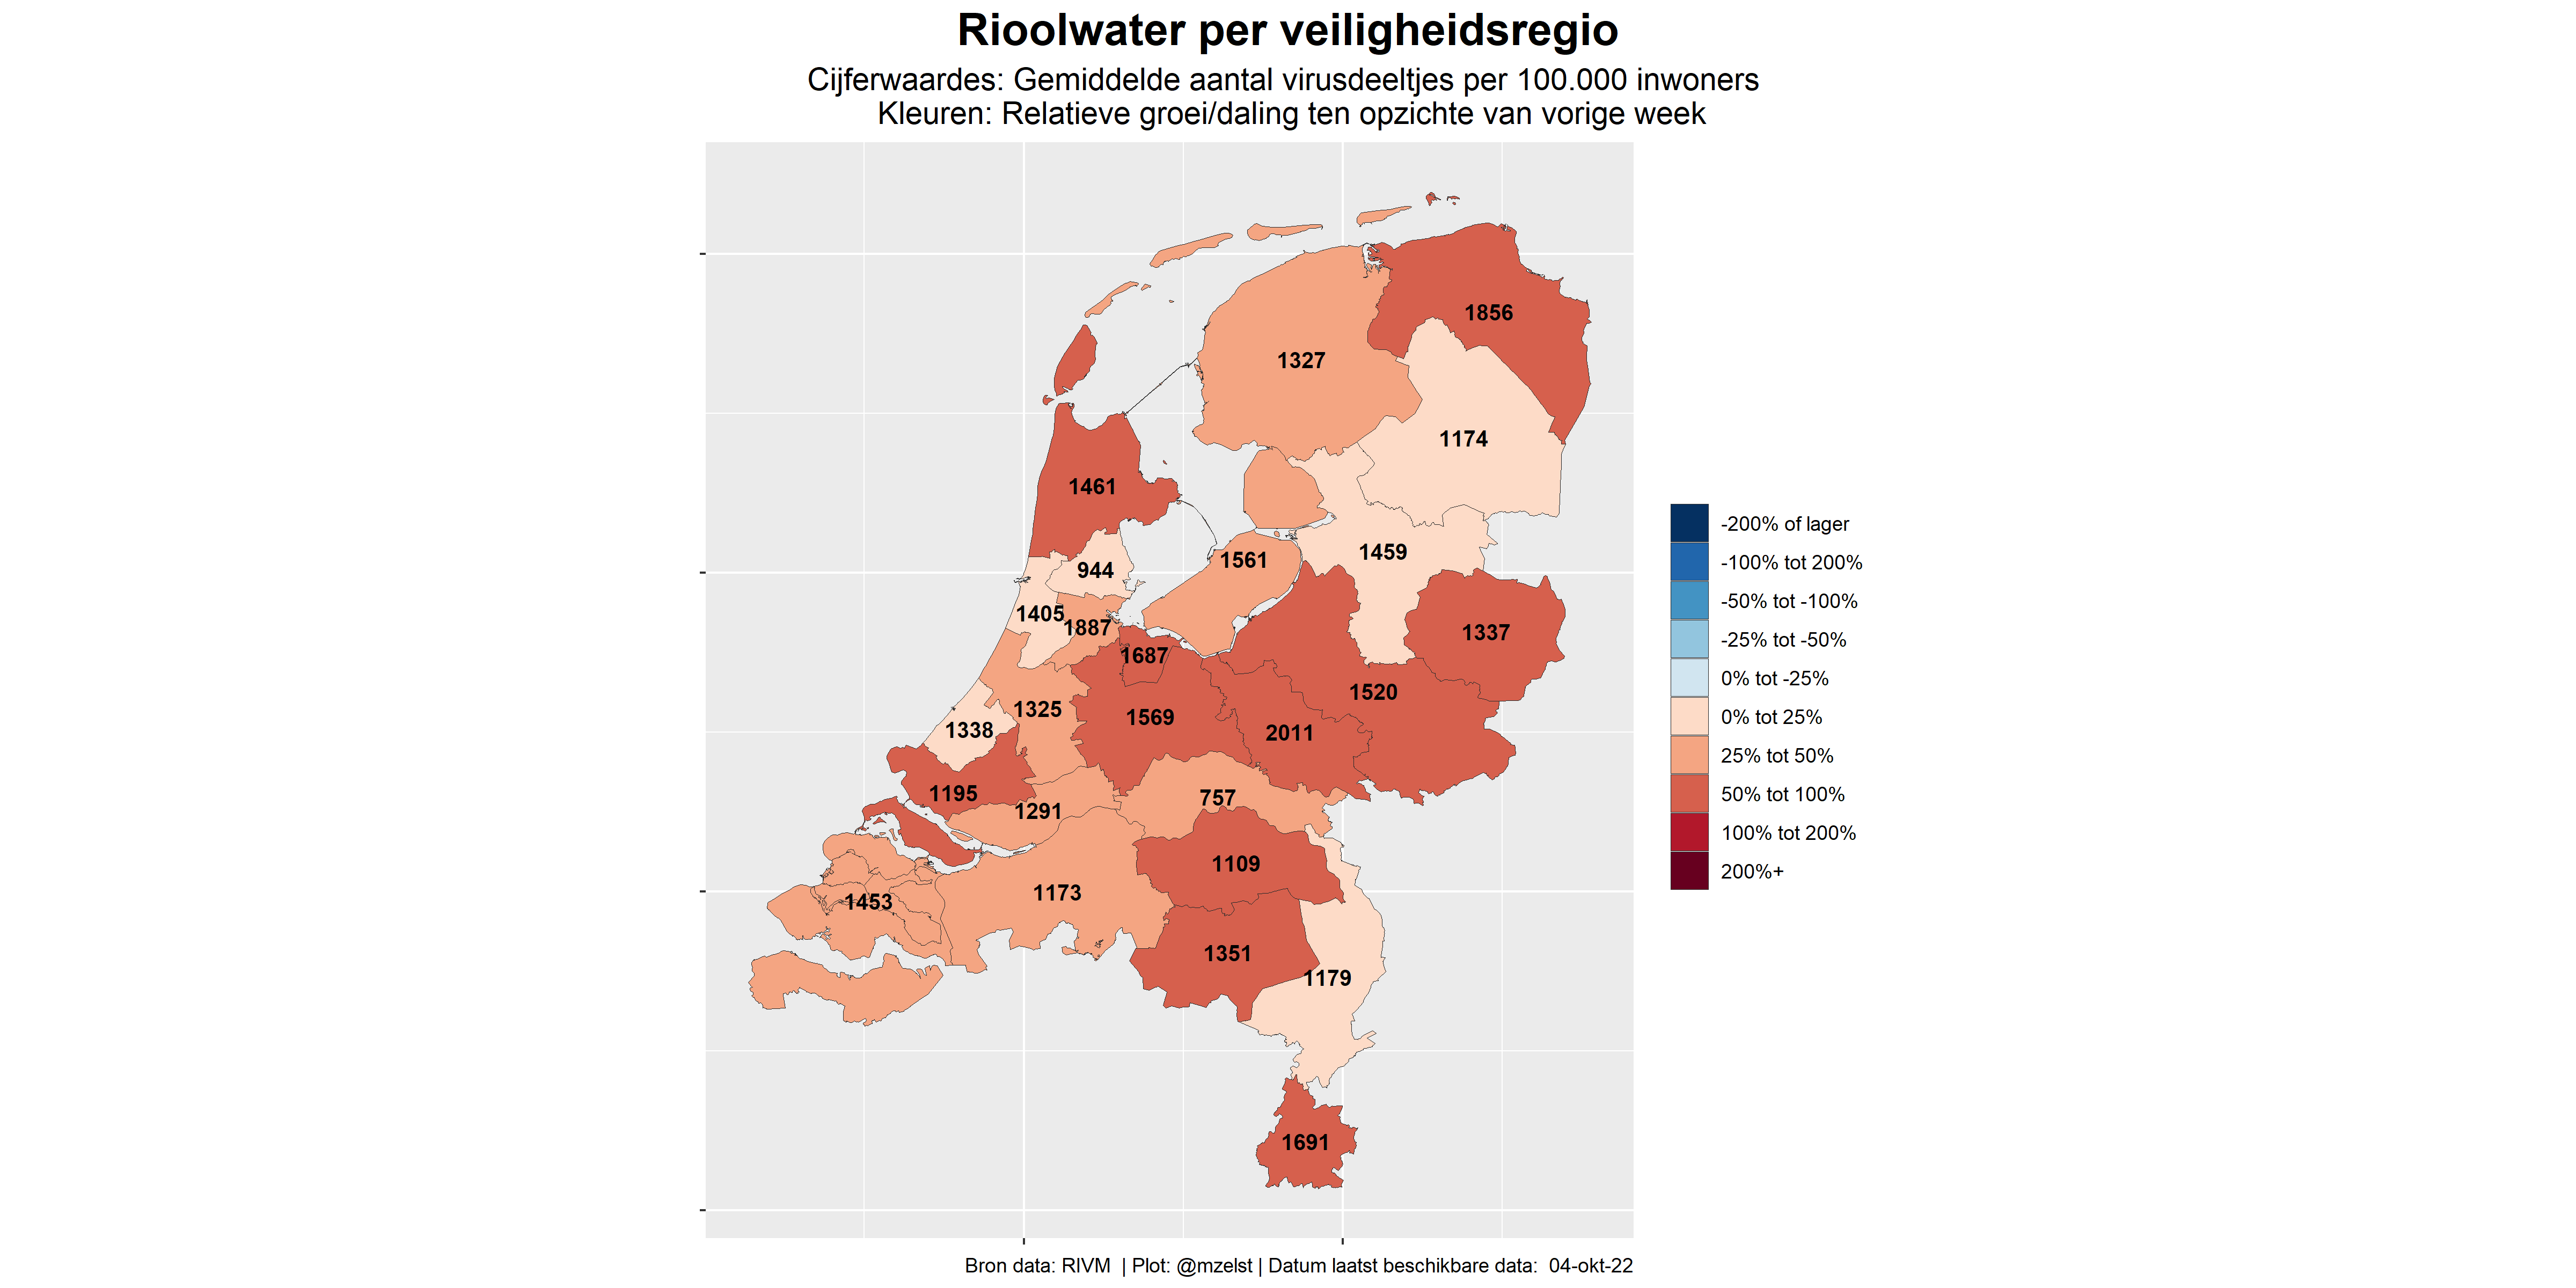 Rioolwater per veiligheidsregio
Cijferwaardes: Gemiddelde aantal virusdeeltjes per 100.000 inwoners
Kleuren: Relatieve groei/daling ten opzichte van vorige week
1856
1327
1174
1461
1459
1561
944
1405
1887
1337
1687
1520
1325
1569
1338
2011
1195
757
1291
1109
1173
1453
1351
1179
1691
-200% of lager
-100% tot 200%
-50% tot -100%
-25% tot -50%
0% tot -25%
0% tot 25%
25% tot 50%
50% tot 100%
100% tot 200%
200%+
Bron data: RIVM | Plot: @mzelst | Datum laatst beschikbare data: 04-okt-22